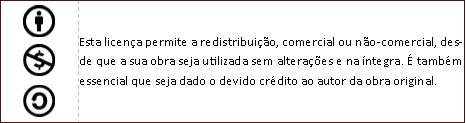 Esta licença permite a redistribuição, comercial ou não-comercial, des-
de que a sua obra seja utilizada sem alterações e na íntegra. É também
essencial que seja dado o devido crédito ao autor da obra original.